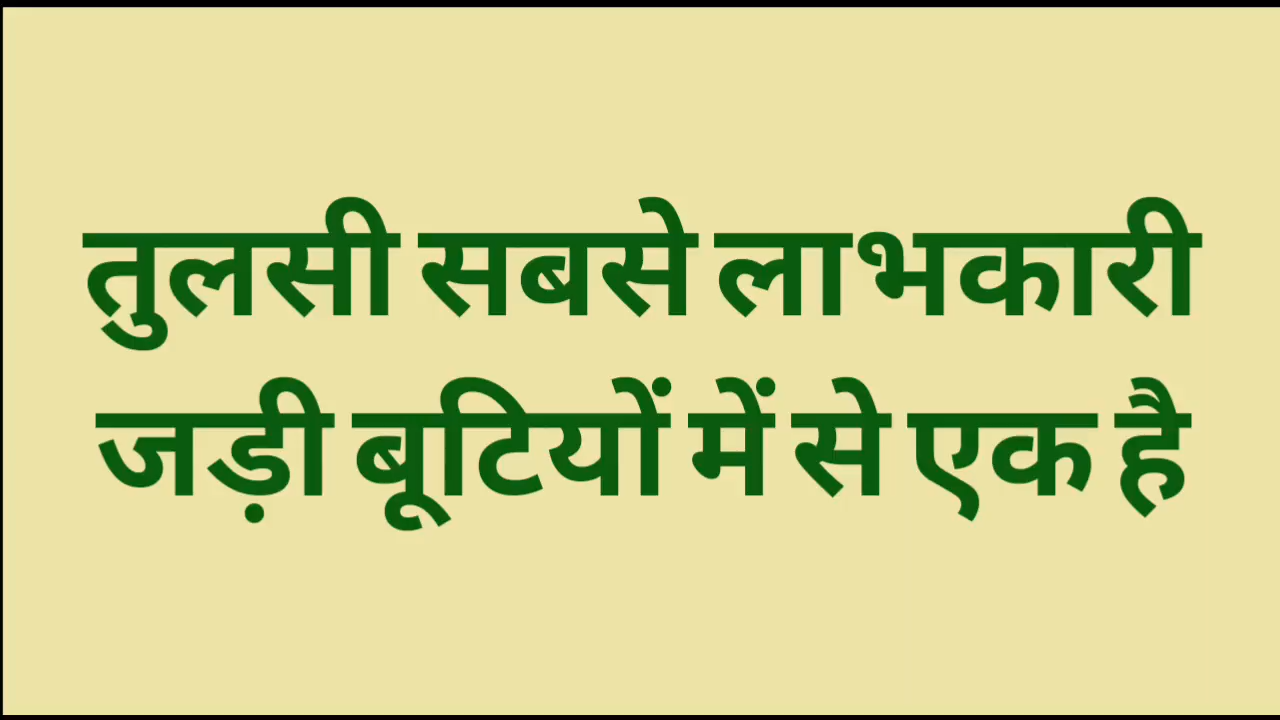 तुलसी सबसे लाभकारी
जड़ी बूटियों में से एक है